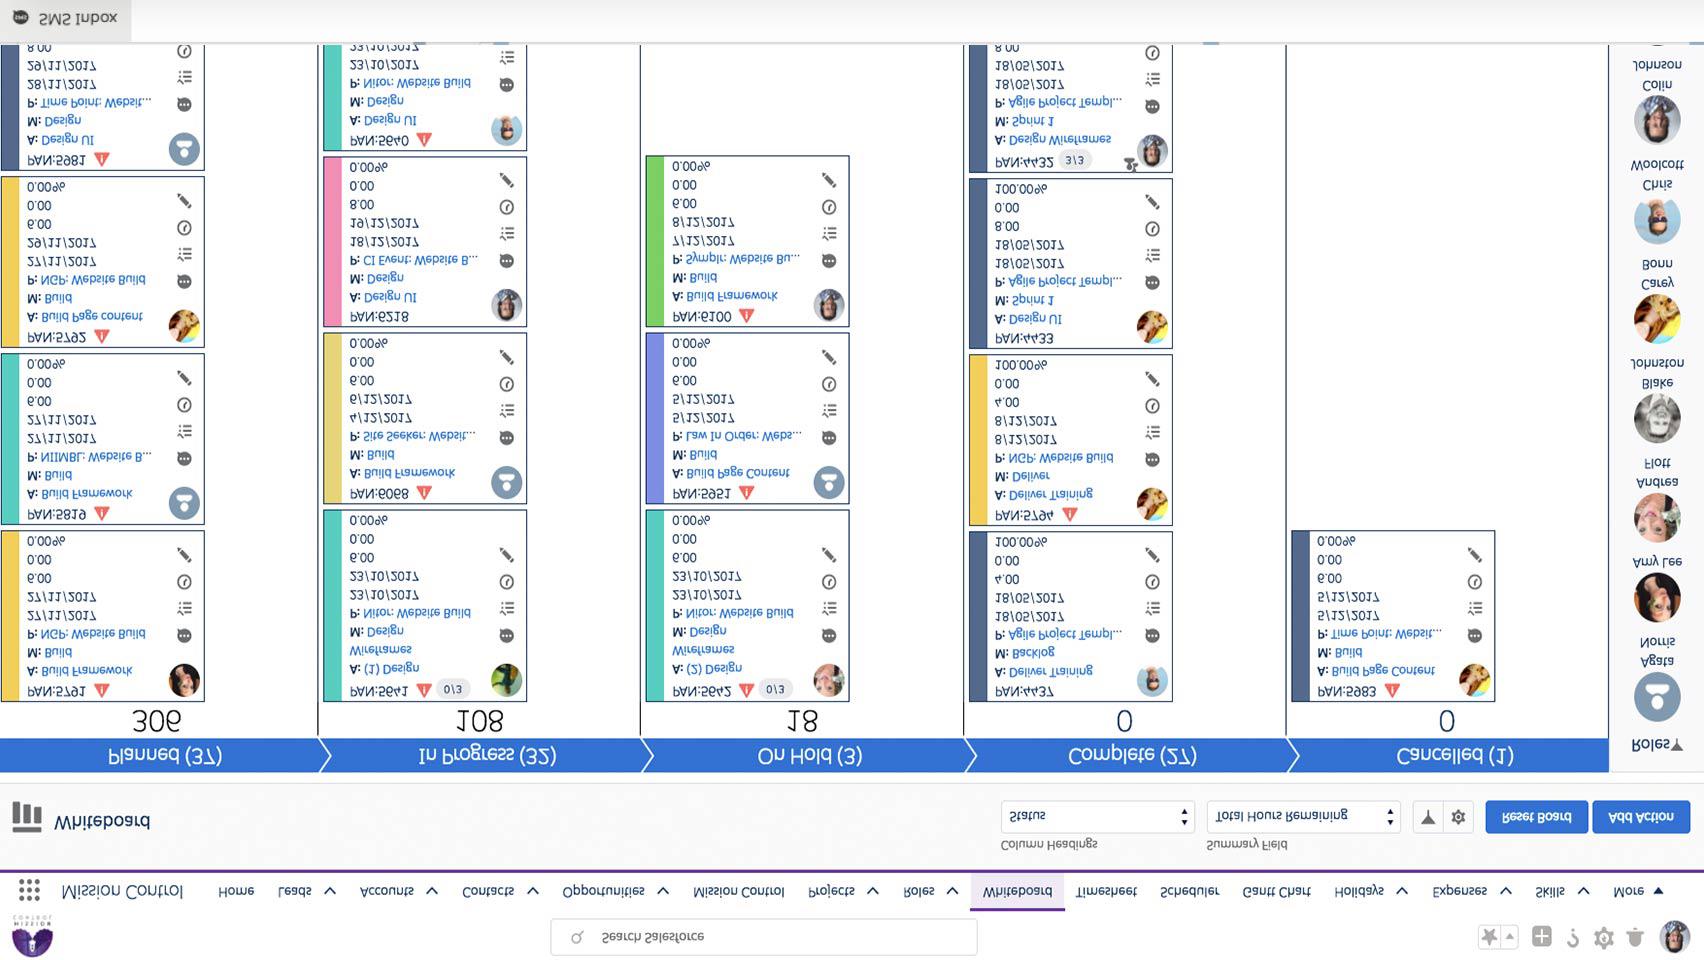 MISSION
CONTROL
Search Salesforce
Mission Control
Home
Leads
Accounts
Contacts
Opportunities
Mission Control
Projects
Roles
Whiteboard
Timesheet
Scheduler
Gantt Chart
Holidays
Expenses
Skills
More
Whiteboard
Column Headings
Status
Summary Field
Total Hours Remaining
Reset Board
Add Action
Planned (37)
306
PAN:5791
A: Build Framework
M: Build
P: NGP: Website Build
27/11/2017
27/11/2017
6.00
0.00
0.00%
PAN:5819
A: Build Framework
M: Build
P: NIIMBL: Website B...
27/11/2017
27/11/2017
6.00
0.00
0.00%
PAN:5792
A: Build Page content
M: Build
P: NGP: Website Build
27/11/2017
29/11/2017
6.00
0.00
0.00%
PAN:5981
A: Design UI
M: Design
P: Time Point: Websit...
28/11/2017
29/11/2017
8.00
In Progress (32)
108
PAN:5641 0/3
A: (1) Design
Wireframes
M: Design
P: Nitor: Website Build
23/10/2017
23/10/2017
6.00
0.00
0.00%
PAN:6068
A: Build Framework
M: Build
P: Site Seeker: Websit...
4/12/2017
6/12/2017
6.00
0.00
0.00%
PAN:6218
A: Design UI
M: Design
P: CI Event: Website B...
18/12/2017
19/12/2017
8.00
0.00
0.00%
PAN:5640
A: Design UI
M: Design
P: Nitor: Website Build
23/10/2017
23/10/2017
On Hold (3)
18
PAN:5642 0/3
A: (2) Design
Wireframes
M: Design
P: Nitor: Website Build
23/10/2017
23/10/2017
6.00
0.00
0.00%
PAN:5951
A: Build Page Content
M: Build
P: Law In Order: Webs...
5/12/2017
5/12/2017
6.00
0.00
0.00%
PAN:6100
A: Build Framework
M: Build
P: Symplr: Website Bu...
7/12/2017
8/12/2017
6.00
0.00
0.00%
Complete (27)
0
PAN:4437
A: Deliver Training
M: Backlog
P: Agile Project Templ...
18/05/2017
18/05/2017
4.00
0.00
100.00%
PAN:5794
A: Deliver Training
M: Deliver
P: NGP: Website Build
8/12/2017
8/12/2017
4.00
0.00
100.00%
PAN:4433
A: Design UI
M: Sprint 1
P: Agile Project Templ...
18/05/2017
18/05/2017
8.00
0.00
100.00%
PAN:4432 3/3
A: Design Wireframes
M: Sprint 1
P: Agile Project Templ...
18/05/2017
18/05/2017
8.00
Cancelled (1)
0
PAN:5983
A: Build Page Content
M: Build
P: Time Point: Websit...
5/12/2017
5/12/2017
6.00
0.00
0.00%
Roles
Agata
Norris
Amy Lee
Andrea
Flott
Blake
Johnston
Carey
Bonn
Chris
Woolcott
Colin
Johnson
SMS Inbox